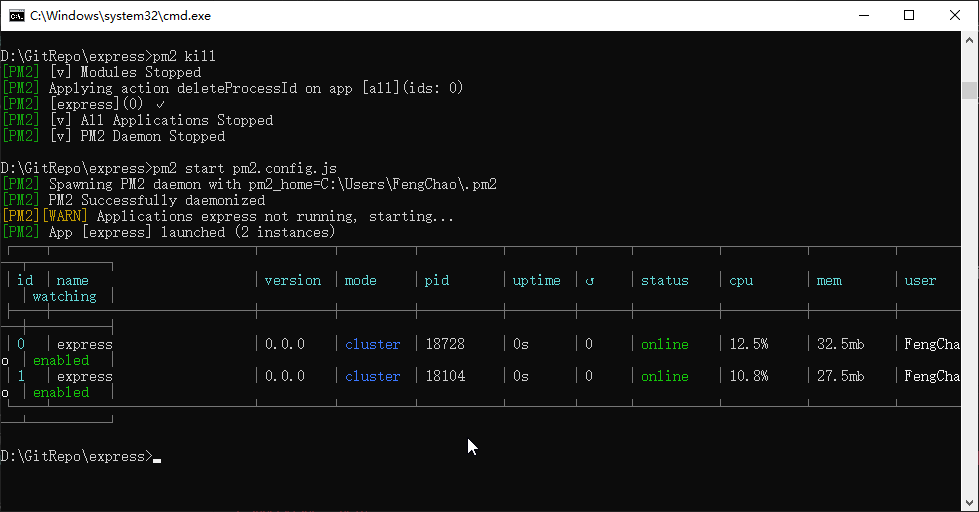 C:\Windows\system32\cmd.exe
D:\GitRepo\express>pm2 kill
[PM2] [v] Modules Stopped
[PM2] Applying action deleteProcessId on app [all](ids: 0)
[PM2] [express](0) ✓
[PM2] [v] All Applications Stopped
[PM2] [v] PM2 Daemon Stopped
D:\GitRepo\express>pm2 start pm2.config.js
[PM2] Spawning PM2 daemon with pm2_home=C:\Users\FengChao\.pm2
[PM2] PM2 Successfully daemonized
[PM2][WARN] Applications express not running, starting...
[PM2] App [express] launched (2 instances)
id │ name │ version │ mode │ pid │ uptime │ ↺ │ status │ cpu │ mem │ user
│ watching │
│ 0 │ express │ 0.0.0 │ cluster │ 18728 │ 0s │ 0 │ online │ 12.5% │ 32.5mb │ FengCha
o │ enabled │
│ 1 │ express │ 0.0.0 │ cluster │ 18104 │ 0s │ 0 │ online │ 10.8% │ 27.5mb │ FengCha
o │ enabled │
D:\GitRepo\express>